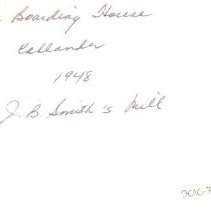 Boarding House
Callander
1948
J. B Smith's Mill